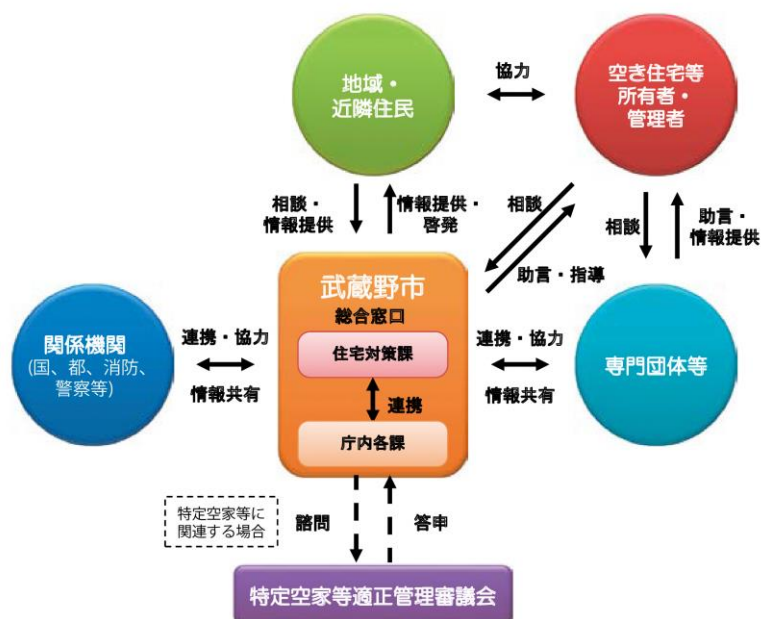 地域・
近隣住民
協力
空き住宅等
所有者・
管理者
相談・
情報提供
情報提供・
啓発
相談
助言・指導
相談
助言・
情報提供
武蔵野市
総合窓口
住宅対策課
連携
庁内各課
関係機関
(国、都、消防、
警察等)
連携・協力
情報共有
連携・協力
情報共有
専門団体等
特定空家等に
関連する場合
諮問
答申
特定空家等適正管理審議会